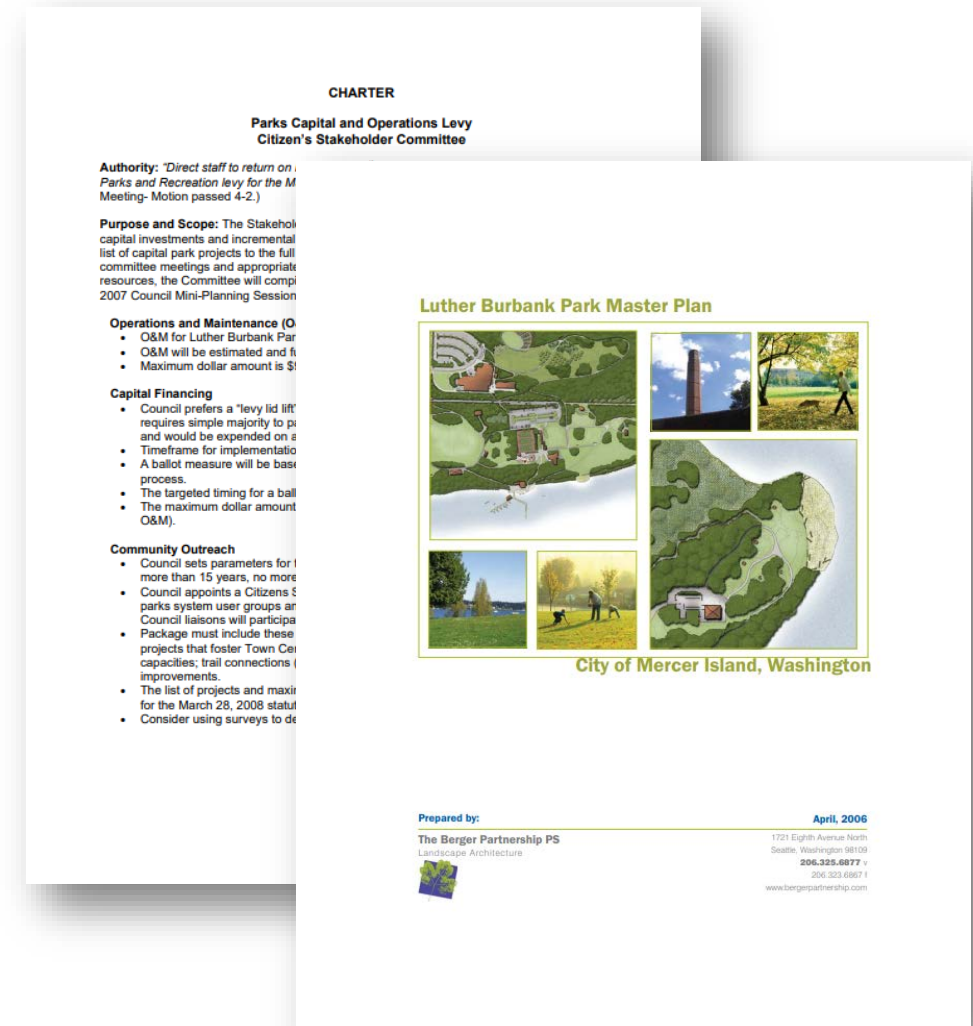 CHARTER
Parks Capital and Operations Levy
Citizen's Stakeholder Committee
Authority: "Direct staff to return on
Parks and Recreation levy for the M
Meeting- Motion passed 4-2.)
Purpose and Scope: The Stakehol
capital investments and incremental
list of capital park projects to the full
committee meetings and appropriate
resources, the Committee will compi
2007 Council Mini-Planning Session
Operations and Maintenance (O
• O&M for Luther Burbank Par
• O&M will be estimated and fu
• Maximum dollar amount is $
Capital Financing
• Council prefers a "levy lid lift"
requires simple majority to pa
and would be expended on a
• Timeframe for implementatio
• A ballot measure will be base
process.
• The targeted timing for a ball
• The maximum dollar amount
O&M).
Community Outreach
• Council sets parameters for
more than 15 years, no more
• Council appoints a Citizens S
parks system user groups an
Council liaisons will participa
• Package must include these
projects that foster Town Cen
capacities; trail connections (
improvements.
• The list of projects and maxi
for the March 28, 2008 statut
• Consider using surveys to de
Luther Burbank Park Master Plan
City of Mercer Island, Washington
Prepared by:
April, 2006
The Berger Partnership PS
Landscape Architecture
1721 Eighth Avenue North
Seattle, Washington 98109
206.325.6877 v
206.323.6867 f
www.bergerpartnership.com